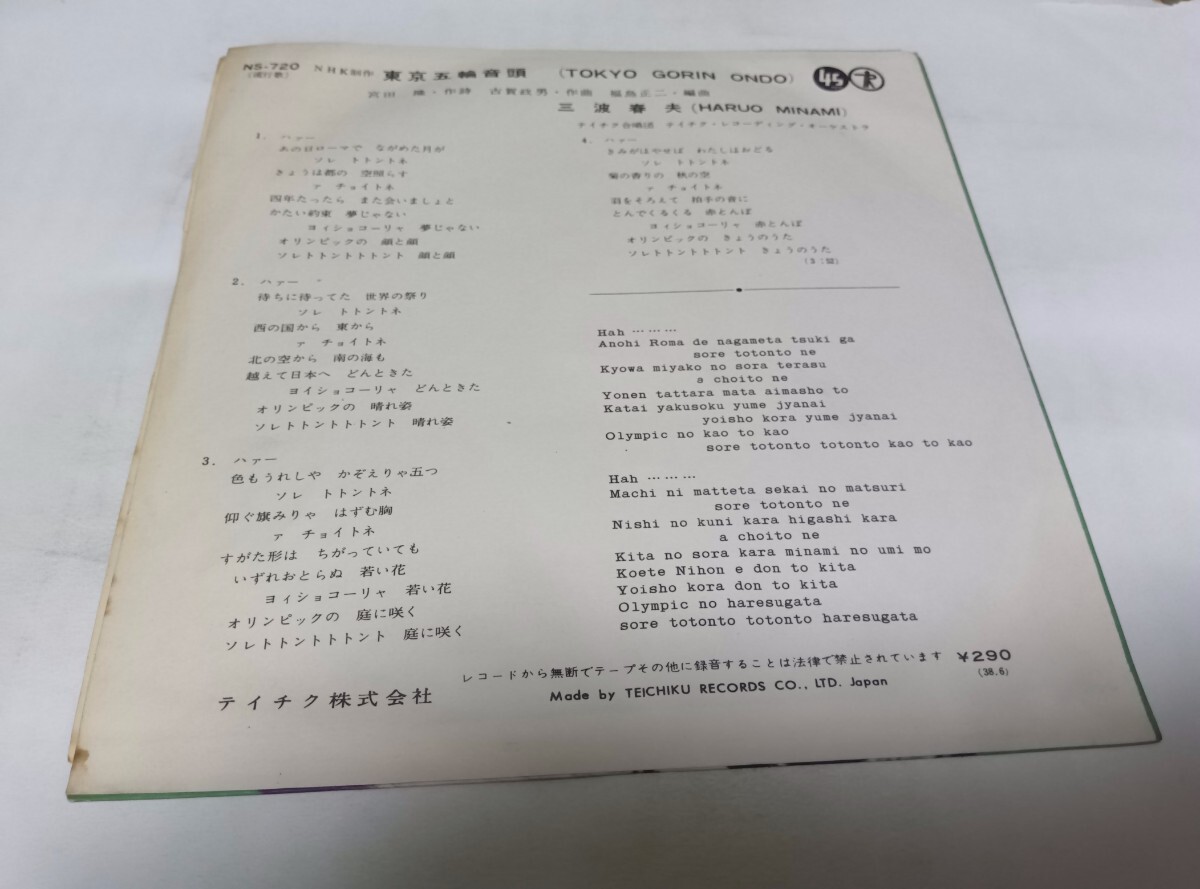 NS-720
(流行歌)
NHK制作 東京五輪音頭 (TOKYO GORIN ONDO) 45 R
宮田 隆・作詩 古賀政男・作曲 福島正二・編曲
三波春夫 (HARUO MINAMI)
テイチク合唱団 テイチク・レコーディング・オーケストラ
1. ハァー
あの日ローマで ながめた月が
ソレ トトントネ
きょうは都の 空照らす
ァ チョイトネ
四年たったら また会いましょと
かたい約束 夢じゃない
ヨィショコーリャ 夢じゃない
オリンピックの 顔と顔
ソレトトントトトント 顔と顔
2. ハァー
待ちに待ってた 世界の祭り
ソレ トトントネ
西の国から 東から
ァ チョイトネ
北の空から 南の海も
越えて日本へ どんときた
ヨイショコーリャ どんときた
オリンピックの 晴れ姿
ソレトトントトトント 晴れ姿
3. ハァー
色もうれしや かぞえりゃ五つ
ソレ トトントネ
仰ぐ旗みりゃ はずむ胸
ァ チョイトネ
すがた形は ちがっていても
いずれおとらぬ 若い花
ヨィショコーリャ 若い花
オリンピックの 庭に咲く
ソレトトントトトント 庭に咲く
4. ハァー
きみがはやせば わたしはおどる
ソレ トトントネ
菊の香りの 秋の空
ァ チョイトネ
羽をそろえて 拍手の音に
とんでくるくる 赤とんぼ
ヨィショコーリャ 赤とんぼ
オリンピックの きょうのうた
ソレトトントトトント きょうのうた
(3:52)
Hah ………
Anohi Roma de nagameta tsuki ga
sore totonto ne
Kyowa miyako no sora terasu
a choito ne
Yonen tattara mata aimasho to
Katai yakusoku yume jyanai
yoisho kora yume jyanai
Olympic no kao to kao
sore totonto totonto kao to kao
Hah ………
Machi ni matteta sekai no matsuri
sore totonto ne
Nishi no kuni kara higashi kara
a choito ne
Kita no sora kara minami no umi mo
Koete Nihon e don to kita
Yoisho kora don to kita
Olympic no haresugata
sore totonto totonto haresugata
レコードから無断でテープその他に録音することは法律で禁止されています ¥290
(38.6)
テイチク株式会社 Made by TEICHIKU RECORDS CO., LTD. Japan